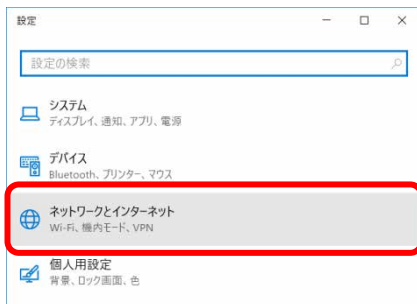 設定
設定の検索
システム
ディスプレイ、通知、アプリ、電源
デバイス
Bluetooth、プリンター、マウス
ネットワークとインターネット
Wi-Fi、機内モード、VPN
個人用設定
背景、ロック画面、色